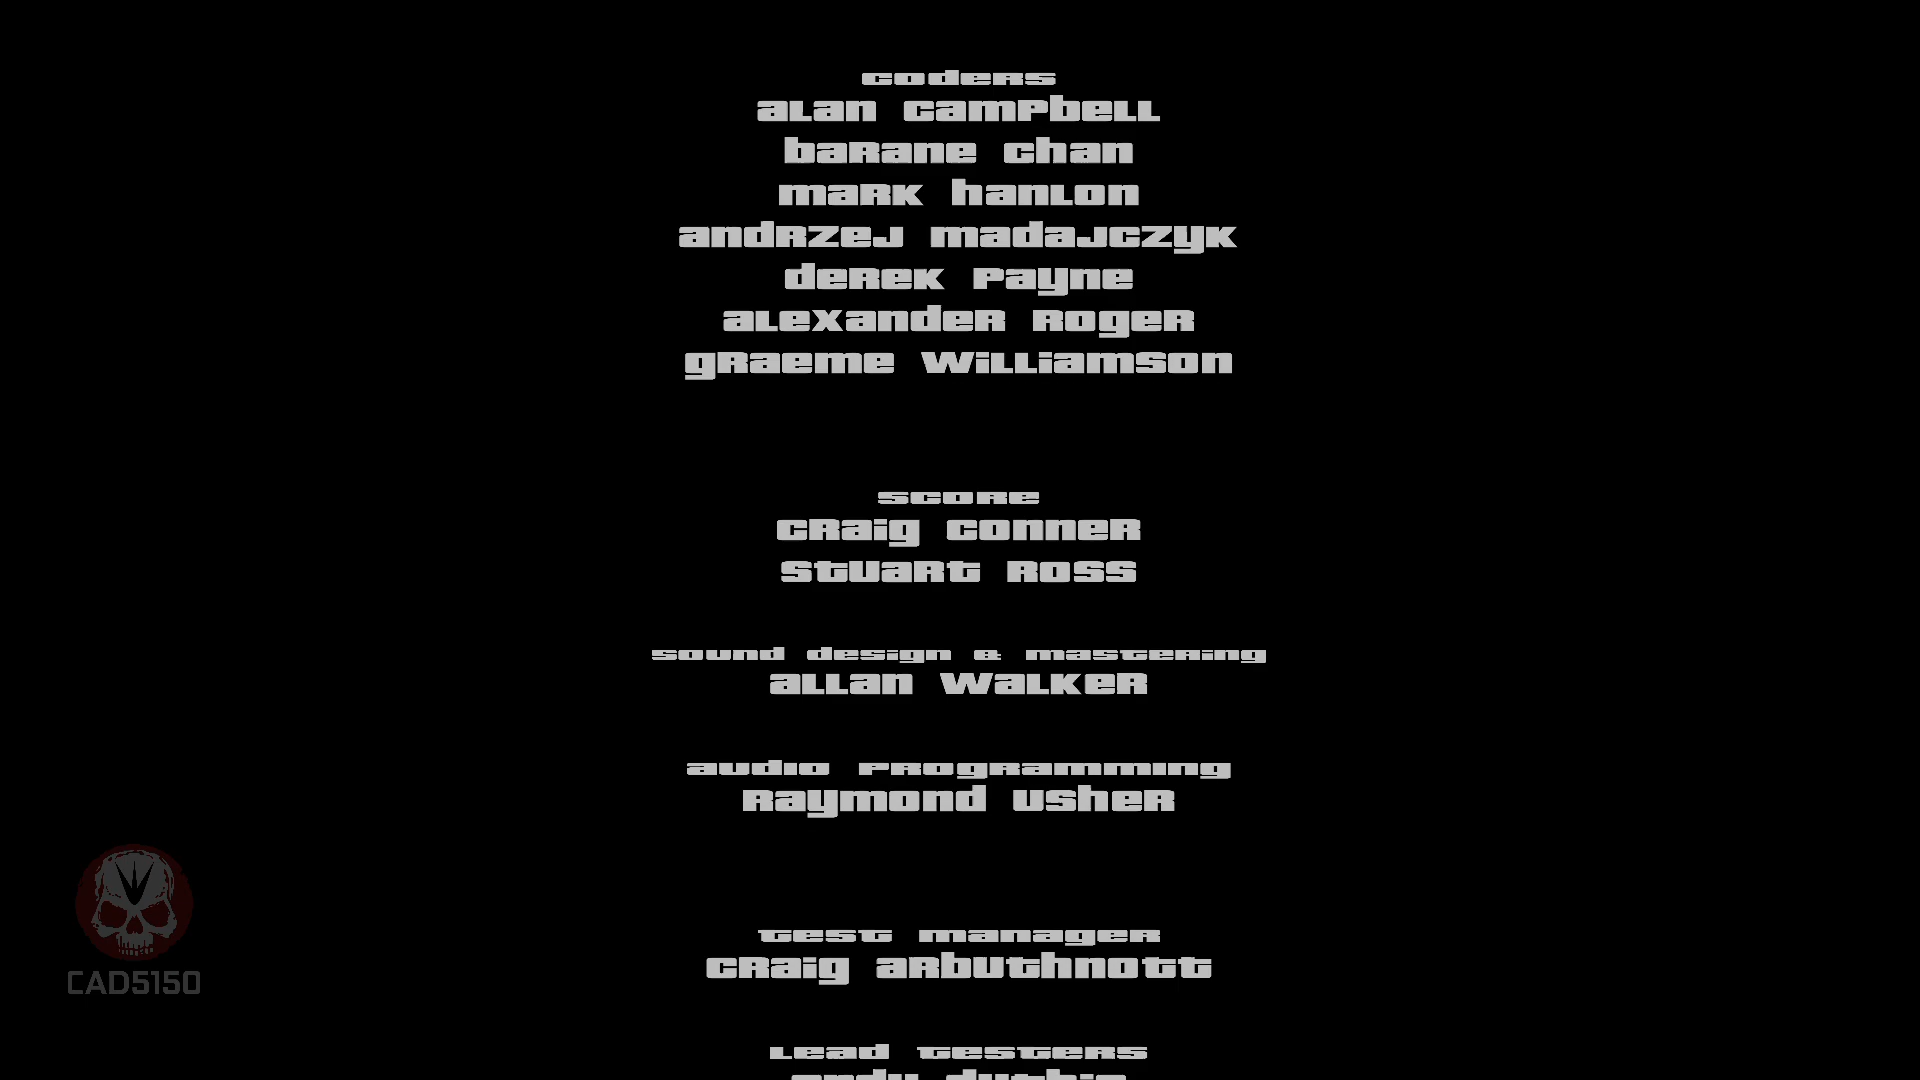 coders
alan campbell
barane chan
mark hanlon
andrzej madajczyk
derek payne
alexander roger
graeme williamson
score
craig conner
stuart ross
sound design & mastering
allan walker
audio programming
raymond usher
test manager
craig arbuthnott
CAD5150
lead testers